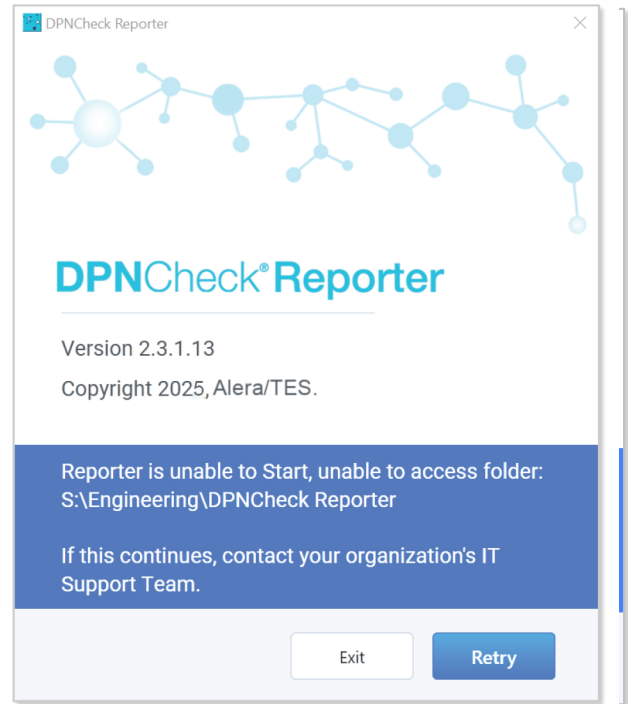 DPNCheck Reporter
DPNCheck® Reporter
Version 2.3.1.13
Copyright 2025, Alera/TES.
Reporter is unable to Start, unable to access folder:
S:\Engineering\DPNCheck Reporter
If this continues, contact your organization's IT
Support Team.
Exit
Retry